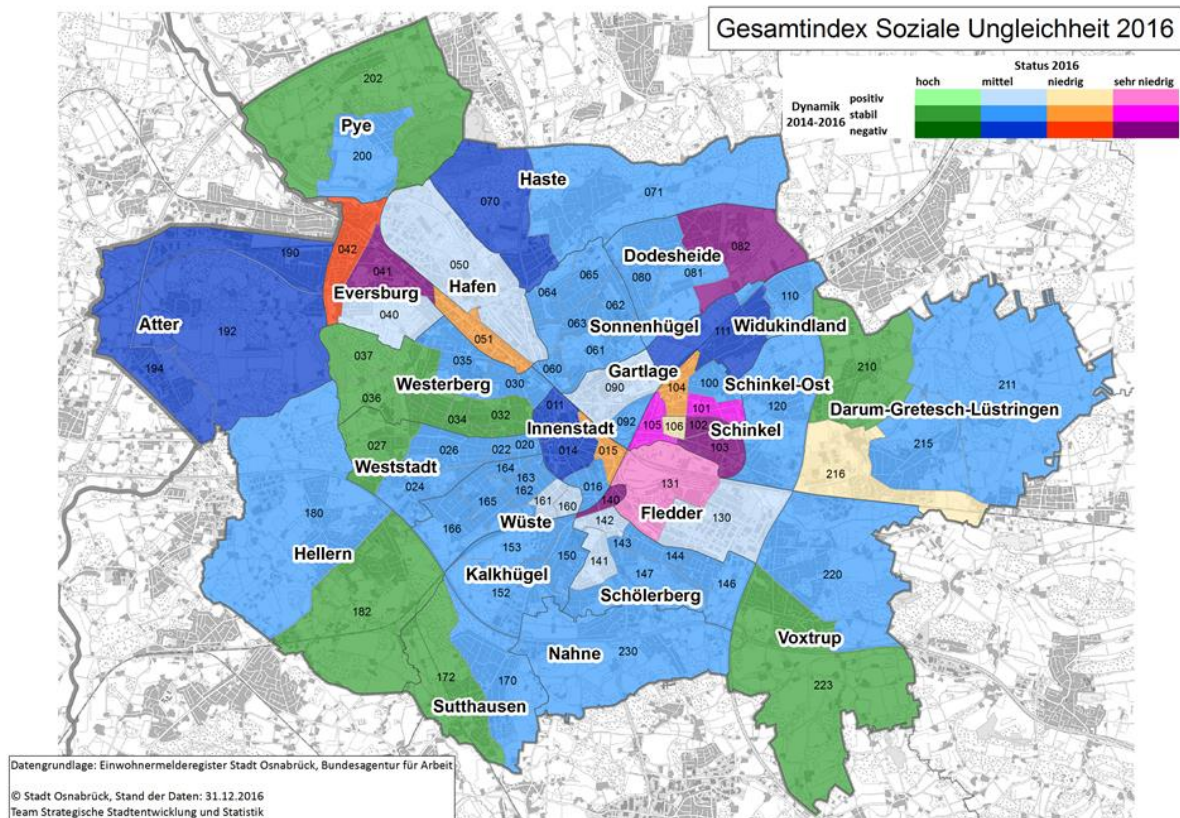 Gesamtindex Soziale Ungleichheit 2016
Status 2016
hoch mittel niedrig sehr niedrig
Dynamik 2014-2016
positiv
stabil
negativ
202
Pye
200
Haste
070
071
042
190
041
050
Dodesheide
082
065
080
081
Eversburg
Hafen
064
062
110
040
Atter
192
063
Sonnenhügel
111
Widukindland
051
194
037
035
061
060
Gartlage
210
211
Westerberg
030
090
104
100
Schinkel-Ost
036
034
032
011
101
120
Darum-Gretesch-Lüstringen
Innenstadt
092
105
106
102
Schinkel
027
026
022
020
014
015
103
215
Weststadt
164
216
024
163
162
016
131
165
161
160
140
180
Wüste
142
Fledder
130
166
Hellern
153
150
143
144
141
220
Kalkhügel
147
146
152
Schölerberg
182
Voxtrup
Nahne
230
172
170
223
Sutthausen
Datengrundlage: Einwohnermelderegister Stadt Osnabrück, Bundesagentur für Arbeit
© Stadt Osnabrück, Stand der Daten: 31.12.2016
Team Strategische Stadtentwicklung und Statistik